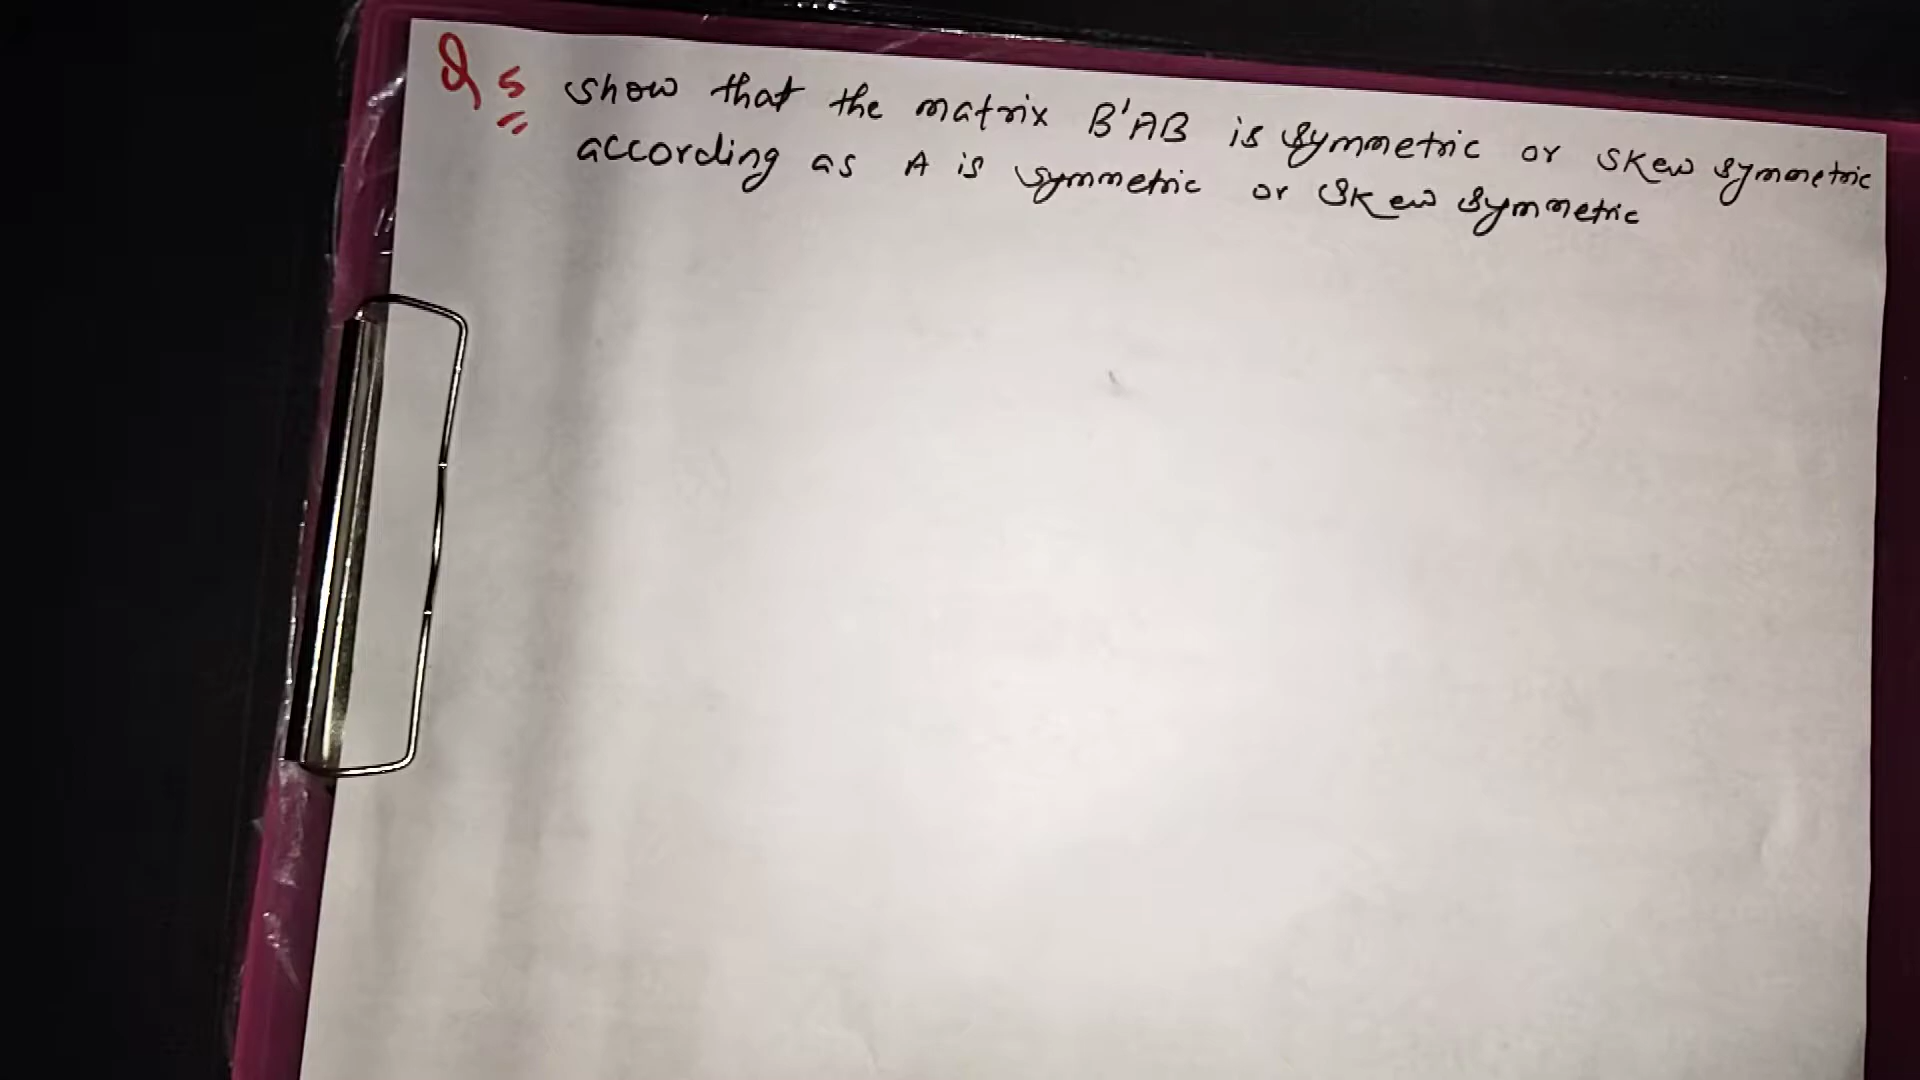 Q5 show that the matrix B'AB is symmetric or skew symmetric
according as A is symmetric or skew symmetric